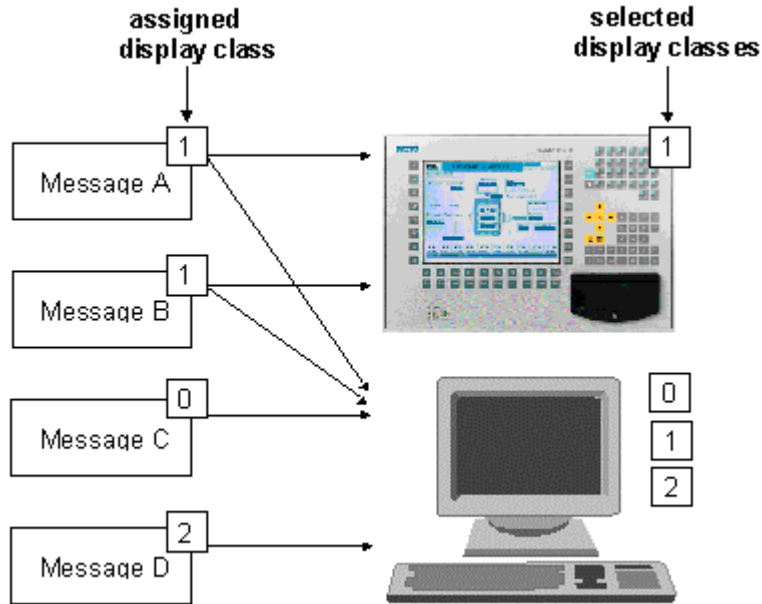 assigned
display class
selected
display classes
1
Message A
1
1
Message B
0
Message C
0
1
2
2
Message D